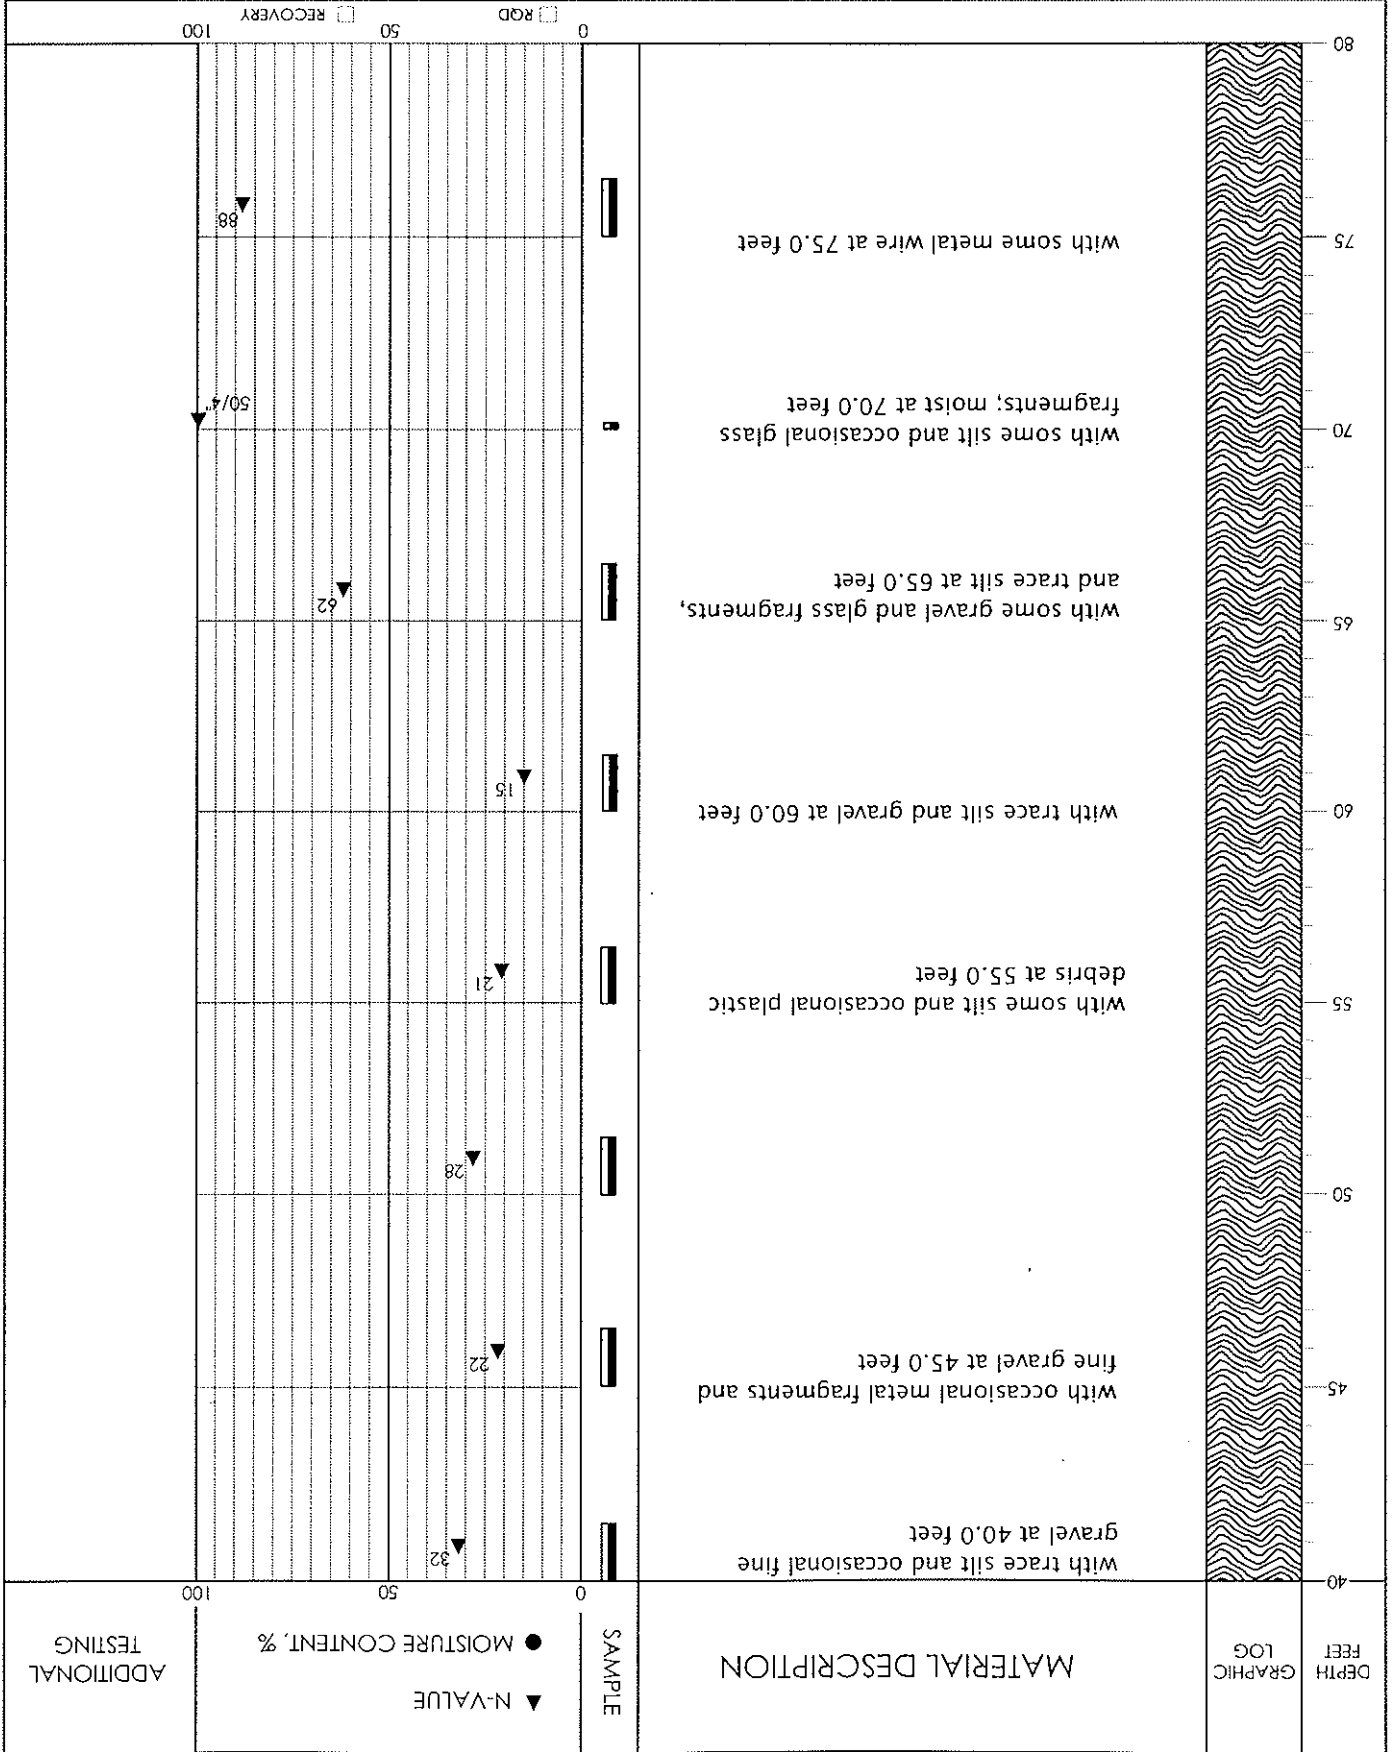 DEPTH
FEET
GRAPHIC
LOG
MATERIAL DESCRIPTION
SAMPLE
▲ N-VALUE
● MOISTURE CONTENT, %
ADDITIONAL
TESTING
0 50 100
40
with trace silt and occasional fine
gravel at 40.0 feet
32
45
with occasional metal fragments and
fine gravel at 45.0 feet
22
50
28
55
with some silt and occasional plastic
debris at 55.0 feet
21
60
with trace silt and gravel at 60.0 feet
15
65
with some gravel and glass fragments,
and trace silt at 65.0 feet
62
70
with some silt and occasional glass
fragments; moist at 70.0 feet
50/4"
75
with some metal wire at 75.0 feet
88
80
0 50 100
RQD
RECOVERY